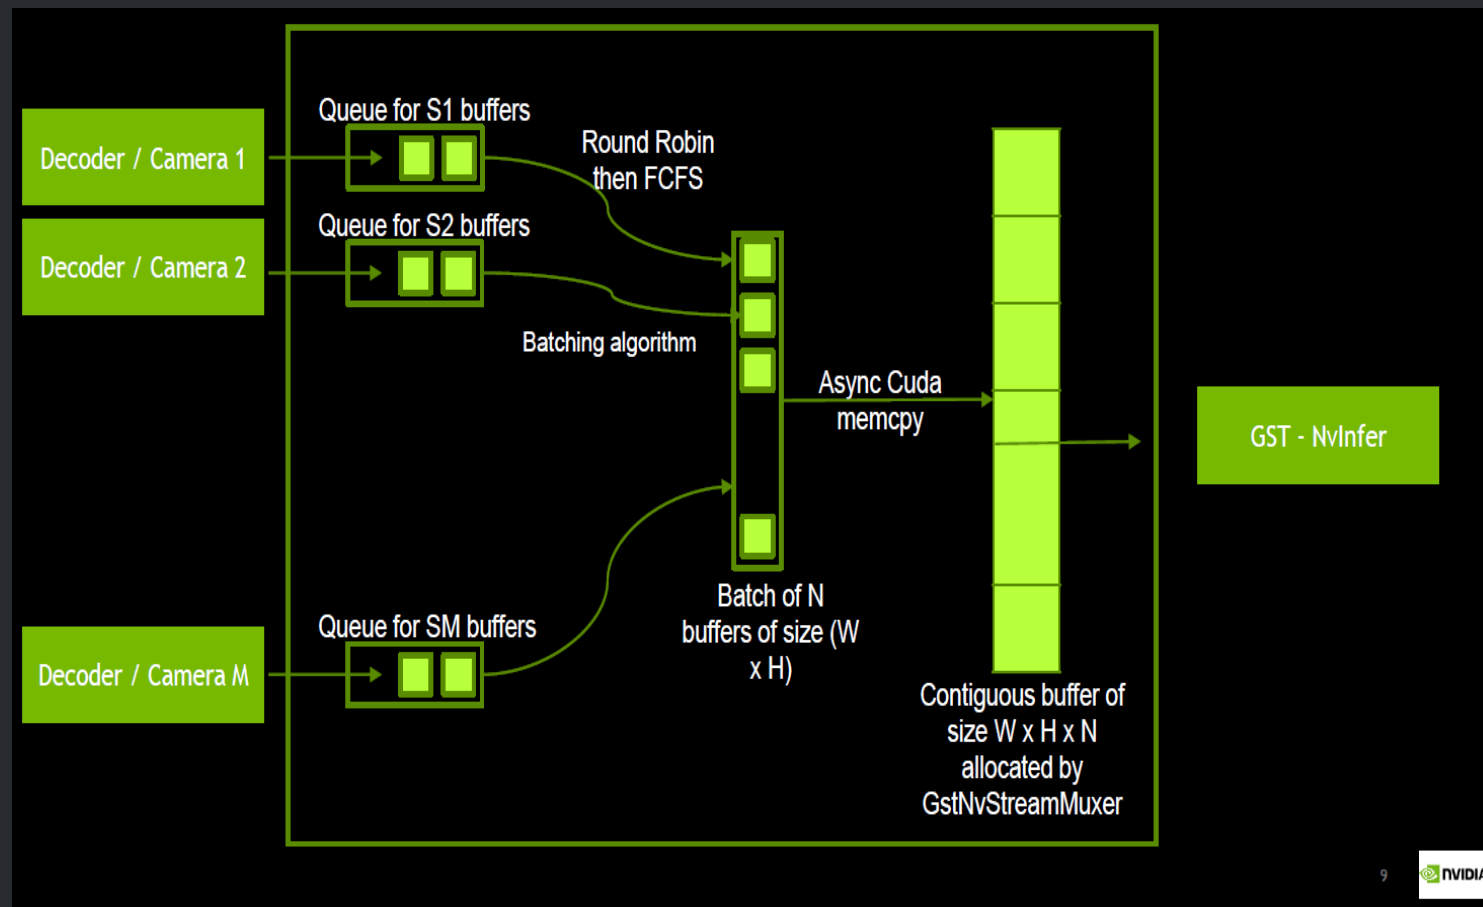 Queue for S1 buffers
Decoder / Camera 1
Round Robin
then FCFS
Queue for S2 buffers
Decoder / Camera 2
Batching algorithm
Async Cuda
memcpy
GST - NvInfer
Batch of N
buffers of size (W
x H)
Queue for SM buffers
Decoder / Camera M
Contiguous buffer of
size W x H x N
allocated by
GstNvStreamMuxer
9
NVIDIA